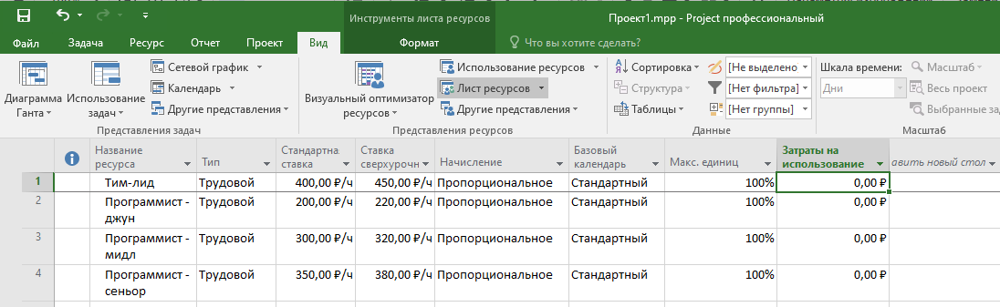 Инструменты листа ресурсов
Проект1.mpp - Project профессиональный
Файл Задача Ресурс Отчет Проект Вид Формат Что вы хотите сделать?
Диаграмма Ганта
Использование задач
Сетевой график
Календарь
Другие представления
Представления задач
Визуальный оптимизатор ресурсов
Использование ресурсов
Лист ресурсов
Другие представления
Представления ресурсов
Сортировка
Структура
Таблицы
[Не выделено
[Нет фильтра]
[Нет группы]
Данные
Шкала времени:
Дни
Масштаб
Весь проект
Выбранные за
Масштаб
Название ресурса
Тип
Стандартна ставка
Ставка сверхурочн
Начисление
Базовый календарь
Макс. единиц
Затраты на использование
авить новый стол
1 Тим-лид Трудовой 400,00 ₽/ч 450,00 ₽/ч Пропорциональное Стандартный 100% 0,00 ₽
2 Программист - Трудовой 200,00 ₽/ч 220,00 ₽/ч Пропорциональное Стандартный 100% 0,00 ₽
джун
3 Программист - Трудовой 300,00 ₽/ч 320,00 ₽/ч Пропорциональное Стандартный 100% 0,00 ₽
мидл
4 Программист - Трудовой 350,00 ₽/ч 380,00 ₽/ч Пропорциональное Стандартный 100% 0,00 ₽
сеньор